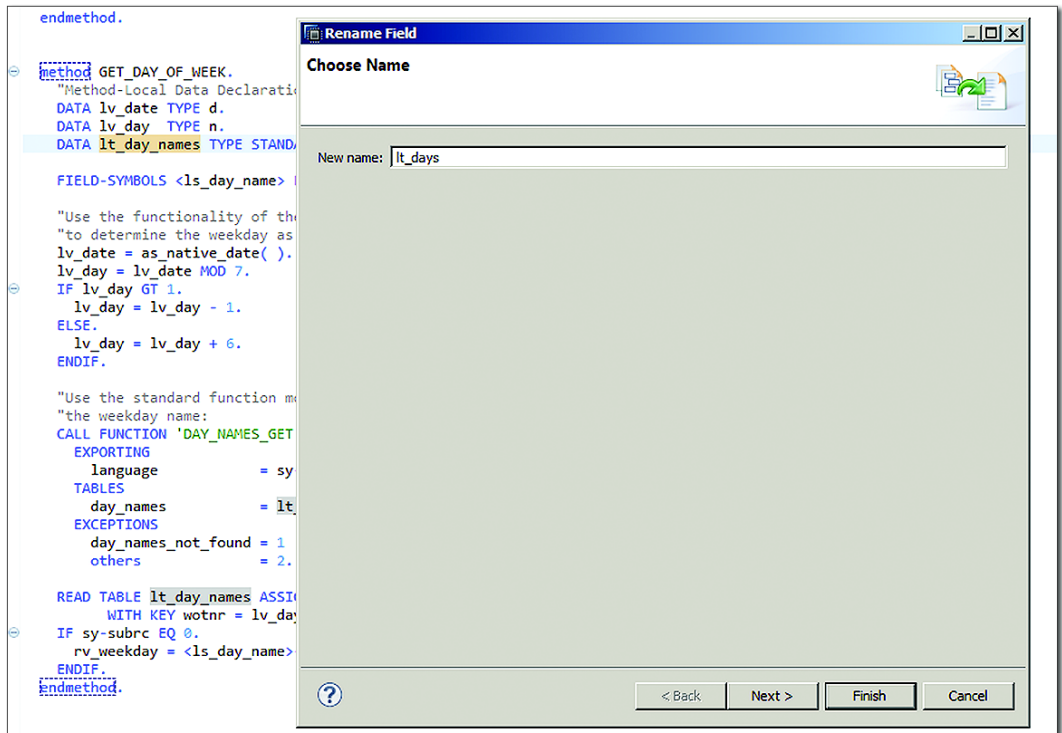 endmethod.
method GET_DAY_OF_WEEK.
"Method-Local Data Declaratio
DATA lv_date TYPE d.
DATA lv_day  TYPE n.
DATA lt_day_names TYPE STANDA
FIELD-SYMBOLS <ls_day_name>
"Use the functionality of the
"to determine the weekday as
lv_date = as_native_date( ).
lv_day = lv_date MOD 7.
IF lv_day GT 1.
lv_day = lv_day - 1.
ELSE.
lv_day = lv_day + 6.
ENDIF.
"Use the standard function mo
"the weekday name:
CALL FUNCTION 'DAY_NAMES_GET
EXPORTING
language = sy-
TABLES
day_names = lt_
EXCEPTIONS
day_names_not_found = 1
others = 2.
READ TABLE lt_day_names ASSIG
WITH KEY wotnr = lv_day
IF sy-subrc EQ 0.
rv_weekday = <ls_day_name>-
ENDIF.
endmethod.
Rename Field
Choose Name
New name: lt_days
? < Back Next > Finish Cancel